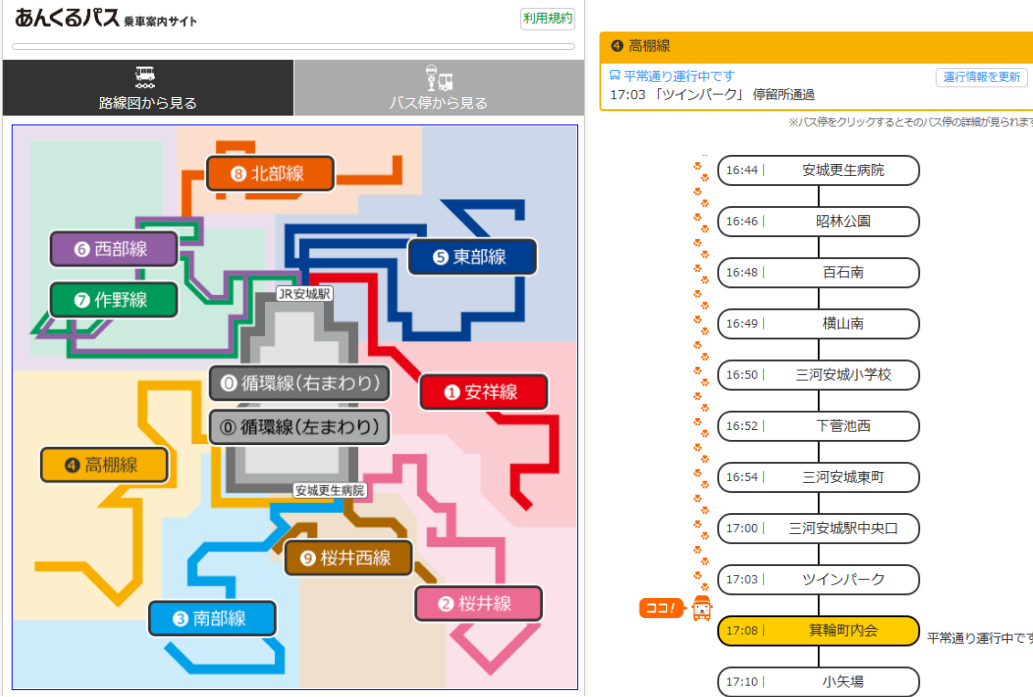 あんくるバス 乗車案内サイト
利用規約
路線図から見る
バス停から見る
❽ 北部線
❻ 西部線
❺ 東部線
❼ 作野線
JR安城駅
⓿ 循環線(右まわり)
❶ 安祥線
⓪ 循環線(左まわり)
❹ 高棚線
安城更生病院
❾ 桜井西線
❷ 桜井線
❸ 南部線
❹ 高棚線
平常通り運行中です
運行情報を更新
17:03 「ツインパーク」 停留所通過
※バス停をクリックするとそのバス停の詳細が見られます
16:44 | 安城更生病院
16:46 | 昭林公園
16:48 | 百石南
16:49 | 横山南
16:50 | 三河安城小学校
16:52 | 下菅池西
16:54 | 三河安城東町
17:00 | 三河安城駅中央口
17:03 | ツインパーク
ココ!
17:08 | 箕輪町内会
平常通り運行中です
17:10 | 小矢場